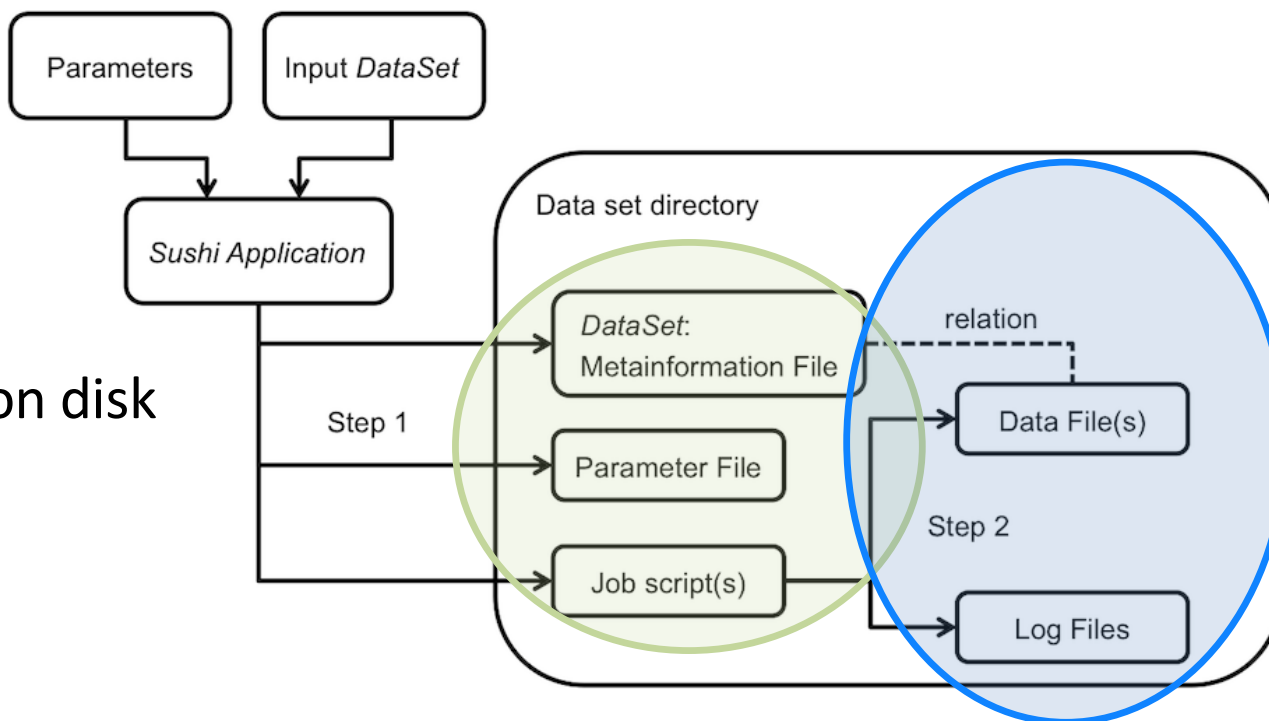 Parameters
Input DataSet
Sushi Application
Data set directory
DataSet:
Metainformation File
relation
on disk
Step 1
Data File(s)
Parameter File
Step 2
Job script(s)
Log Files